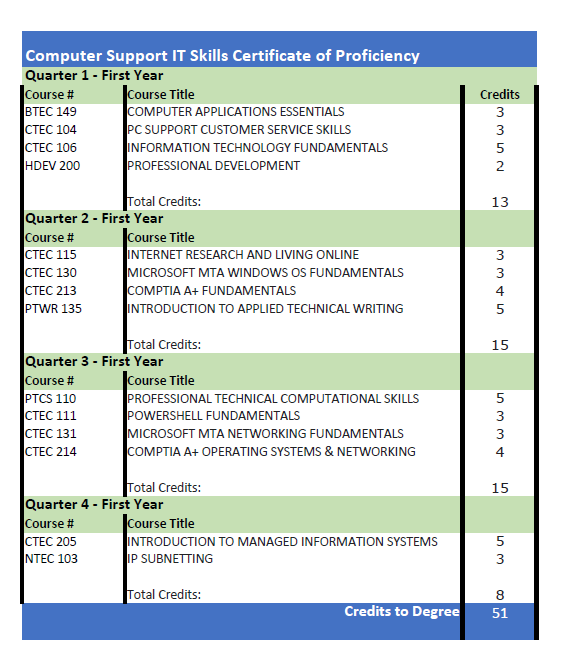 Computer Support IT Skills Certificate of Proficiency
Quarter 1 - First Year
Course # Course Title Credits
BTEC 149 COMPUTER APPLICATIONS ESSENTIALS 3
CTEC 104 PC SUPPORT CUSTOMER SERVICE SKILLS 3
CTEC 106 INFORMATION TECHNOLOGY FUNDAMENTALS 5
HDEV 200 PROFESSIONAL DEVELOPMENT 2
Total Credits: 13
Quarter 2 - First Year
Course # Course Title
CTEC 115 INTERNET RESEARCH AND LIVING ONLINE 3
CTEC 130 MICROSOFT MTA WINDOWS OS FUNDAMENTALS 3
CTEC 213 COMPTIA A+ FUNDAMENTALS 4
PTWR 135 INTRODUCTION TO APPLIED TECHNICAL WRITING 5
Total Credits: 15
Quarter 3 - First Year
Course # Course Title
PTCS 110 PROFESSIONAL TECHNICAL COMPUTATIONAL SKILLS 5
CTEC 111 POWERSHELL FUNDAMENTALS 3
CTEC 131 MICROSOFT MTA NETWORKING FUNDAMENTALS 3
CTEC 214 COMPTIA A+ OPERATING SYSTEMS & NETWORKING 4
Total Credits: 15
Quarter 4 - First Year
Course # Course Title
CTEC 205 INTRODUCTION TO MANAGED INFORMATION SYSTEMS 5
NTEC 103 IP SUBNETTING 3
Total Credits: 8
Credits to Degree 51